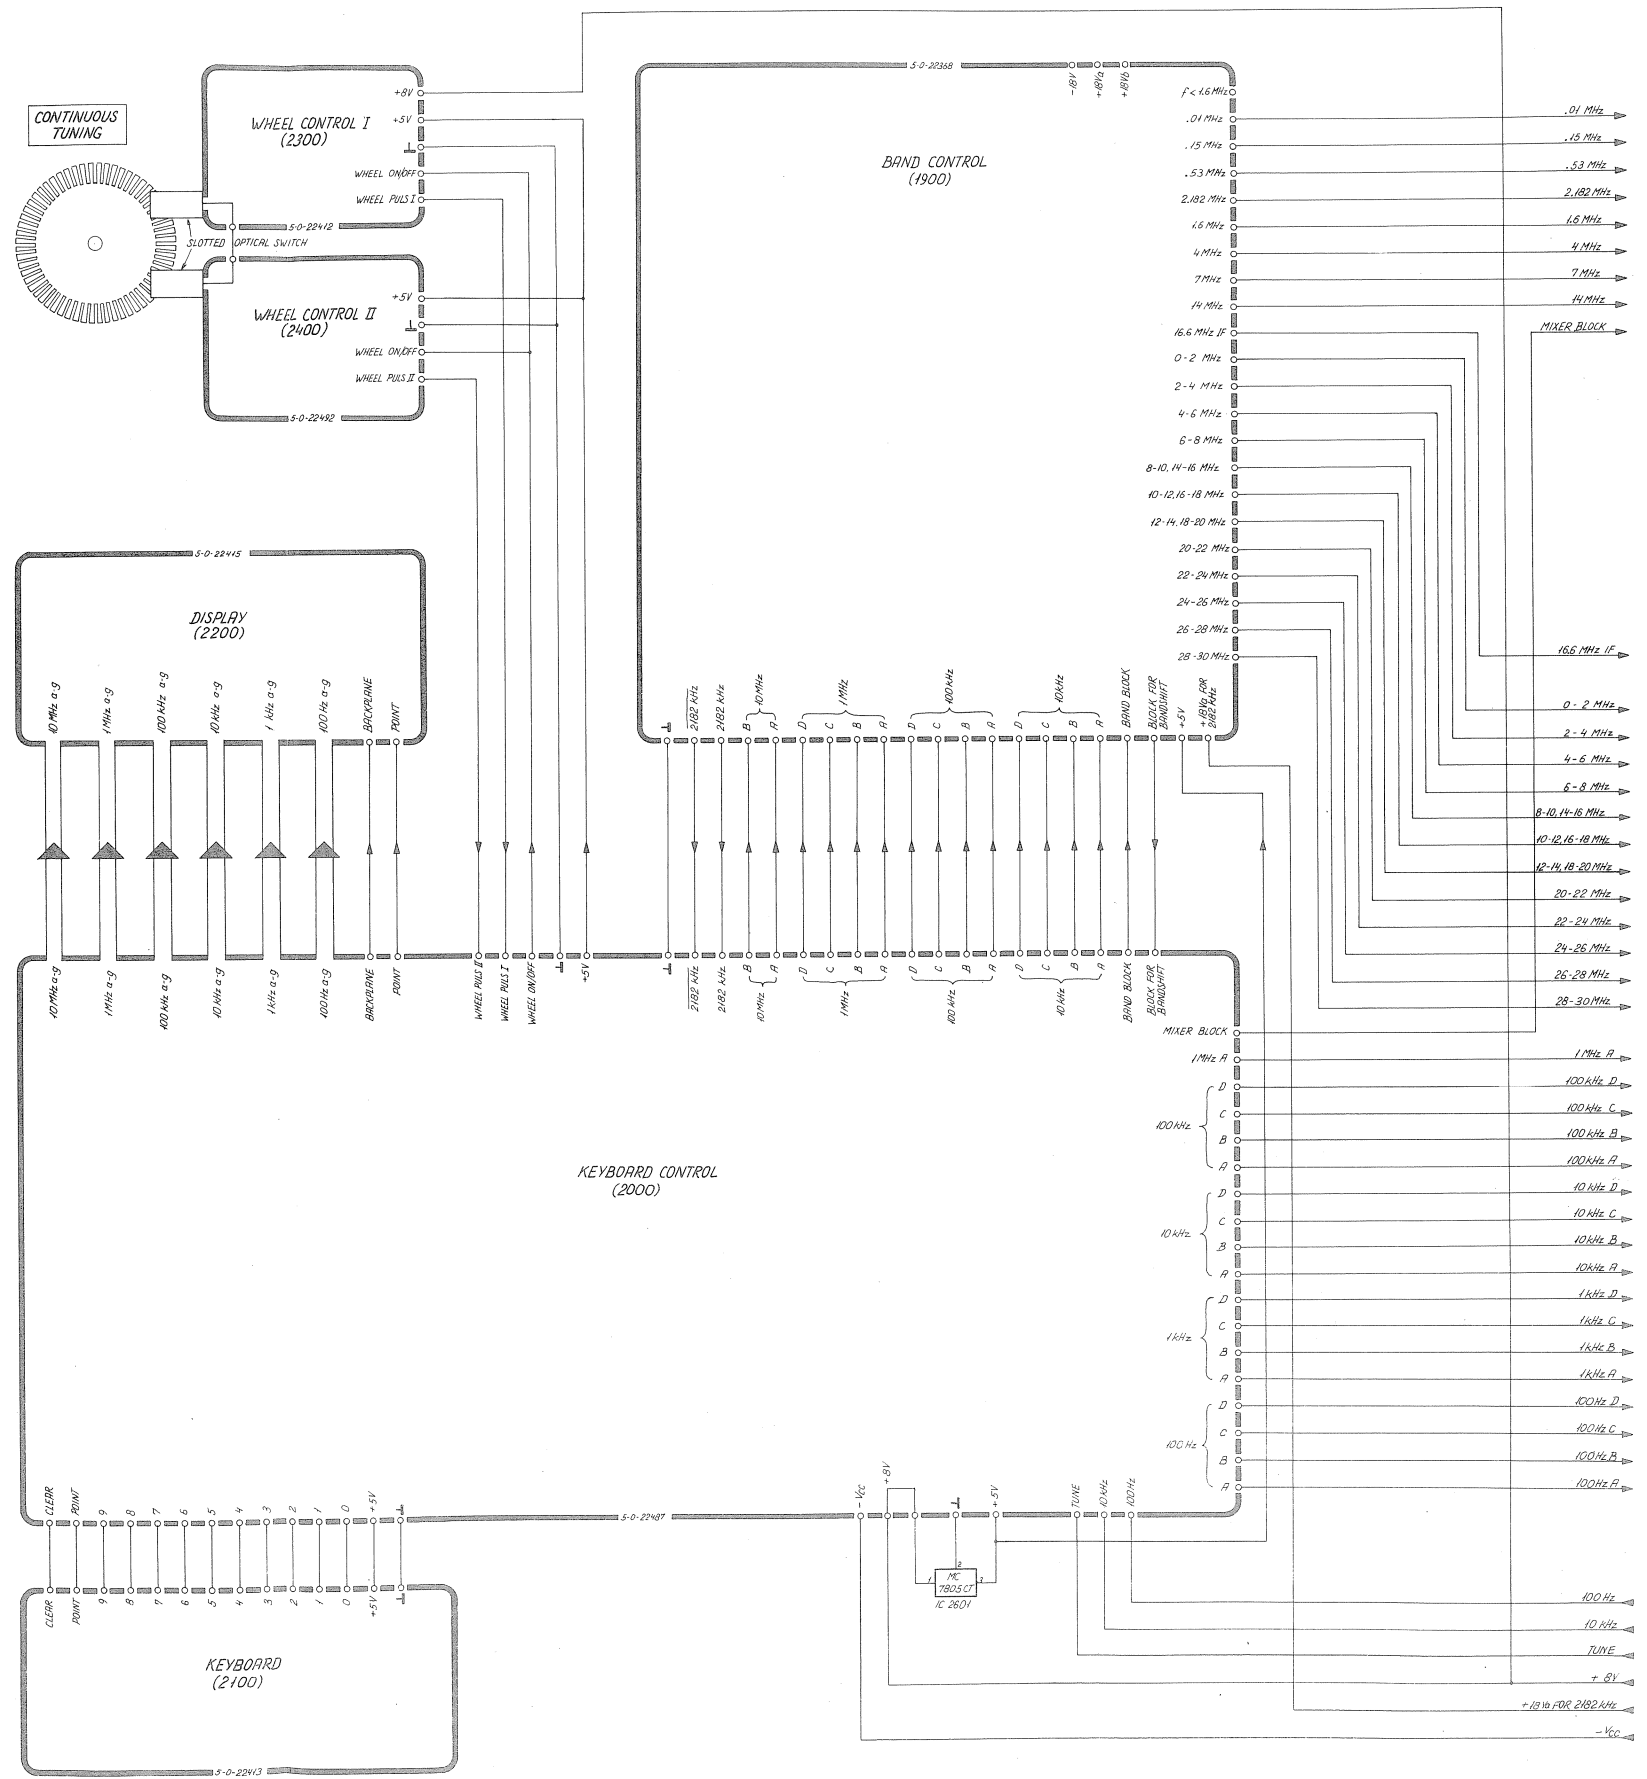 CONTINUOUS
TUNING
WHEEL CONTROL I
(2300)
+8V
+5V
WHEEL ON/OFF
WHEEL PULS I
5-0-22412
SLOTTED OPTICAL SWITCH
WHEEL CONTROL II
(2400)
+5V
WHEEL ON/OFF
WHEEL PULS II
5-0-22492
5-0-22368
-18V
+18Va
+18Vb
BAND CONTROL
(1900)
f<1.6MHz
.01 MHz
.15 MHz
.53 MHz
2.182 MHz
1.6 MHz
4 MHz
7 MHz
14 MHz
16.6 MHz IF
0-2 MHz
2-4 MHz
4-6 MHz
6-8 MHz
8-10, 14-16 MHz
10-12, 16-18 MHz
12-14, 18-20 MHz
20-22 MHz
22-24 MHz
24-26 MHz
26-28 MHz
28-30 MHz
2182 kHz
2182 kHz
B
A
10 MHz
D
C
B
A
1 MHz
D
C
B
A
100 kHz
D
C
B
A
10 kHz
BAND BLOCK
BLOCK FOR
BANDSHIFT
+5V
+18Va FOR
2182 kHz
.01 MHz
.15 MHz
.53 MHz
2.182 MHz
1.6 MHz
4 MHz
7 MHz
14 MHz
MIXER BLOCK
16.6 MHz IF
0-2 MHz
2-4 MHz
4-6 MHz
6-8 MHz
8-10, 14-16 MHz
10-12, 16-18 MHz
12-14, 18-20 MHz
20-22 MHz
22-24 MHz
24-26 MHz
26-28 MHz
28-30 MHz
5-0-22415
DISPLAY
(2200)
10 MHz a-g
1 MHz a-g
100 kHz a-g
10 kHz a-g
1 kHz a-g
100 Hz a-g
BACKPLANE
POINT
10 MHz a-g
1 MHz a-g
100 kHz a-g
10 kHz a-g
1 kHz a-g
100 Hz a-g
BACKPLANE
POINT
WHEEL PULS II
WHEEL PULS I
WHEEL ON/OFF
+5V
2182 kHz
2182 kHz
B
A
10 MHz
D
C
B
A
1 MHz
D
C
B
A
100 kHz
D
C
B
A
10 kHz
BAND BLOCK
BLOCK FOR
BANDSHIFT
KEYBOARD CONTROL
(2000)
MIXER BLOCK
1 MHz A
100 kHz
D
C
B
A
10 kHz
D
C
B
A
1 kHz
D
C
B
A
100 Hz
D
C
B
A
1 MHz A
100 kHz D
100 kHz C
100 kHz B
100 kHz A
10 kHz D
10 kHz C
10 kHz B
10 kHz A
1 kHz D
1 kHz C
1 kHz B
1 kHz A
100 Hz D
100 Hz C
100 Hz B
100 Hz A
CLEAR
POINT
9
8
7
6
5
4
3
2
1
0
+5V
5-0-22487
-VCC
+8V
+5V
TUNE
10 kHz
100 Hz
1
2
3
MC
7805 CT
IC 2601
CLEAR
POINT
9
8
7
6
5
4
3
2
1
0
+5V
KEYBOARD
(2100)
5-0-22413
100 Hz
10 kHz
TUNE
+ 8V
+18Va FOR 2182 kHz
-VCC